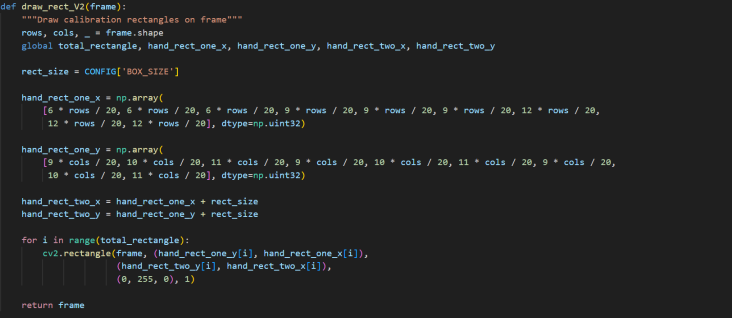 def draw_rect_V2(frame):
    """Draw calibration rectangles on frame"""
    rows, cols, _ = frame.shape
    global total_rectangle, hand_rect_one_x, hand_rect_one_y, hand_rect_two_x, hand_rect_two_y

    rect_size = CONFIG['BOX_SIZE']

    hand_rect_one_x = np.array(
        [6 * rows / 20, 6 * rows / 20, 6 * rows / 20, 9 * rows / 20, 9 * rows / 20, 9 * rows / 20, 12 * rows / 20,
         12 * rows / 20, 12 * rows / 20], dtype=np.uint32)

    hand_rect_one_y = np.array(
        [9 * cols / 20, 10 * cols / 20, 11 * cols / 20, 9 * cols / 20, 10 * cols / 20, 11 * cols / 20, 9 * cols / 20,
         10 * cols / 20, 11 * cols / 20], dtype=np.uint32)

    hand_rect_two_x = hand_rect_one_x + rect_size
    hand_rect_two_y = hand_rect_one_y + rect_size

    for i in range(total_rectangle):
        cv2.rectangle(frame, (hand_rect_one_y[i], hand_rect_one_x[i]),
                      (hand_rect_two_y[i], hand_rect_two_x[i]),
                      (0, 255, 0), 1)

    return frame